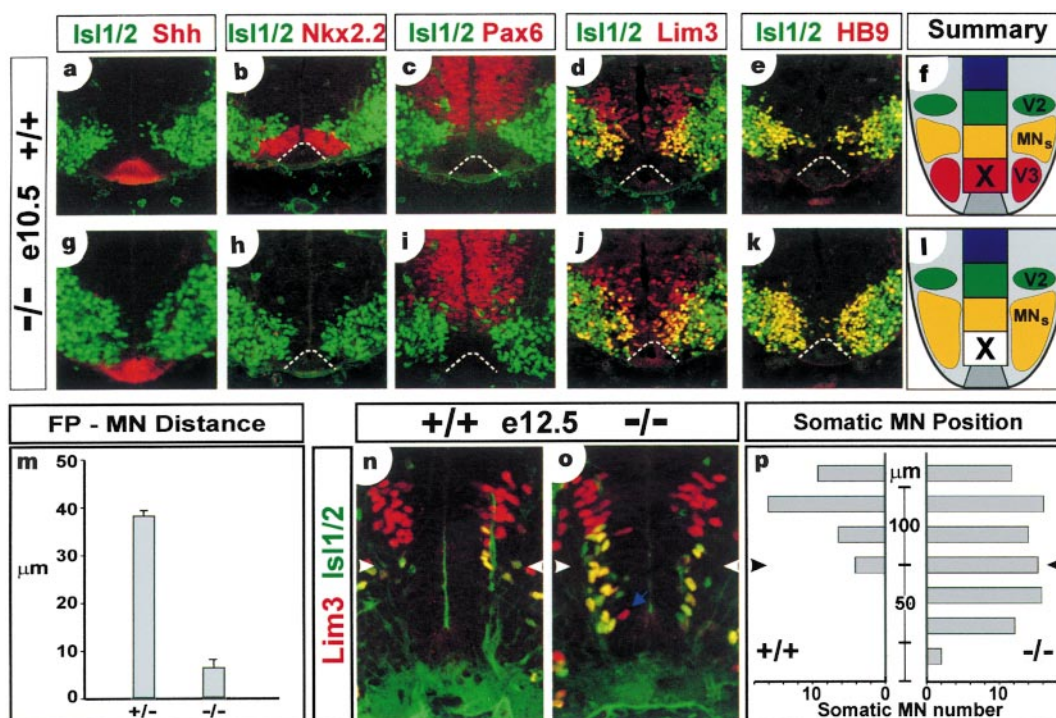 Isl1/2 Shh
Isl1/2 Nkx2.2
Isl1/2 Pax6
Isl1/2 Lim3
Isl1/2 HB9
Summary
-/- e10.5 +/+
a
b
c
d
e
f
V2
MNs
X
V3
g
h
i
j
k
l
V2
MNs
X
FP - MN Distance
m
50
40
30
20
10
0
μm
+/-
-/-
+/+ e12.5 -/-
Lim3 Isl1/2
n
o
Somatic MN Position
p
μm
100
50
+/+
-/-
10
0
0
10
Somatic MN number